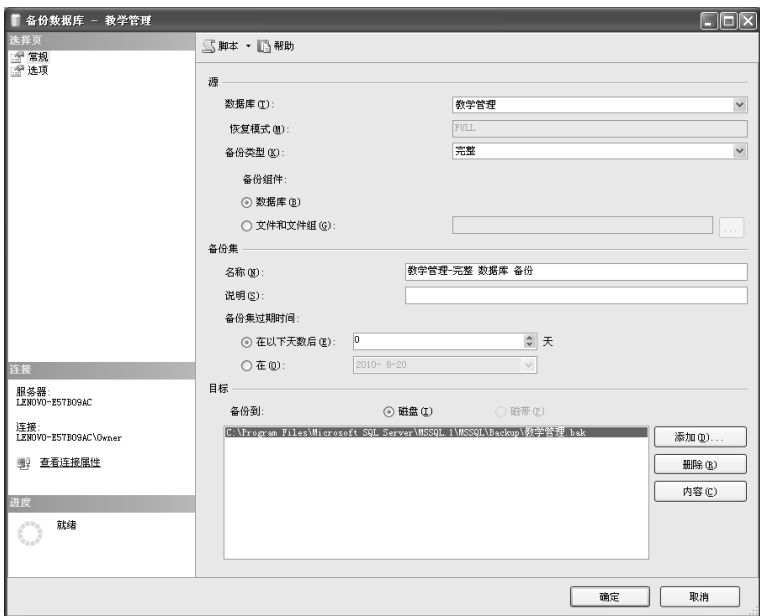 备份数据库 - 教学管理
选择页
常规
选项
脚本
帮助
源
数据库(T):
教学管理
恢复模式(M):
FULL
备份类型(K):
完整
备份组件:
数据库(B)
文件和文件组(G):
...
备份集
名称(N):
教学管理-完整 数据库 备份
说明(S):
备份集过期时间:
在以下天数后(E):
0
天
在(O):
2010- 8-20
目标
备份到:
磁盘(I)
磁带(P)
C:\Program Files\Microsoft SQL Server\MSSQL.1\MSSQL\Backup\教学管理.bak
添加(D)...
删除(R)
内容(C)
连接
服务器:
LENOVO-E57B09AC
连接:
LENOVO-E57B09AC\Owner
查看连接属性
进度
就绪
确定
取消